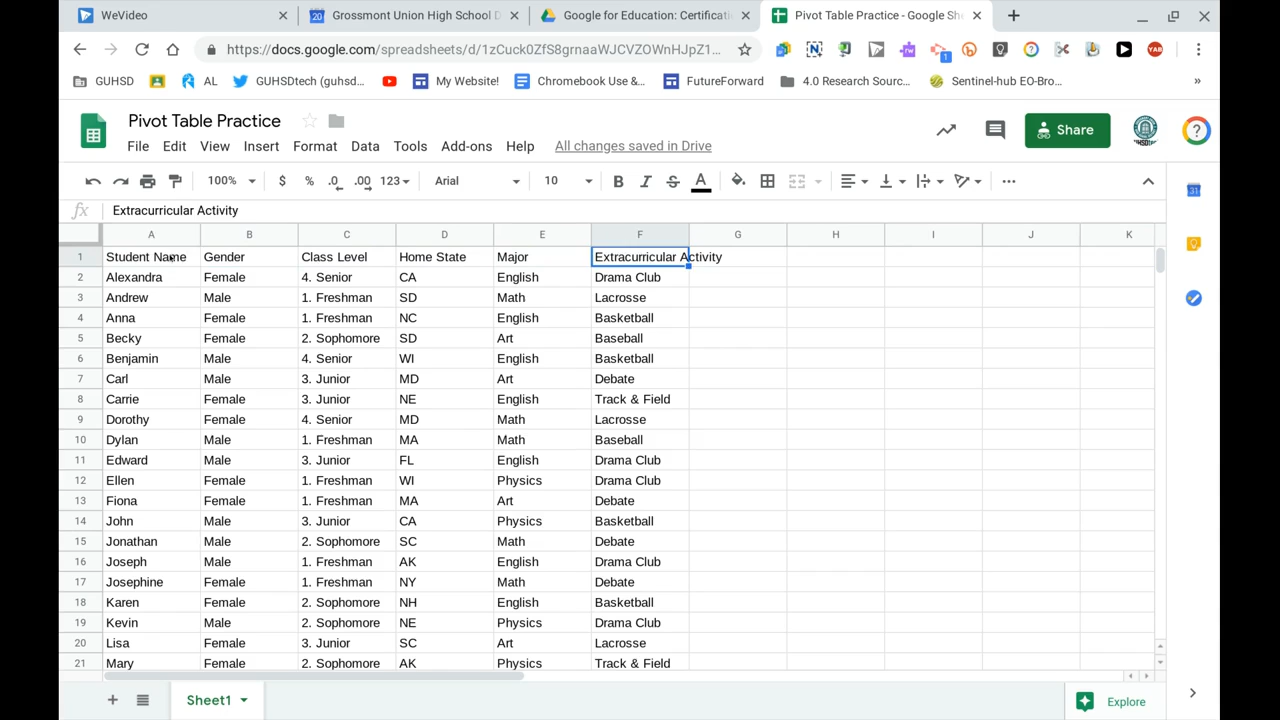 WeVideo
Grossmont Union High School D
Google for Education: Certificati
Pivot Table Practice - Google She
https://docs.google.com/spreadsheets/d/1zCuck0ZfS8grnaaWJCVZOWnHJpZ1...
1
YAB
GUHSD
AL
GUHSDtech (guhsd...
My Website!
Chromebook Use &...
FutureForward
4.0 Research Sourc...
Sentinel-hub EO-Bro...
»
Pivot Table Practice
Share
File Edit View Insert Format Data Tools Add-ons Help All changes saved in Drive
100% $ % .0 .00 123 Arial 10 B I S A
fx Extracurricular Activity
A B C D E F G H I J K
1 Student Name Gender Class Level Home State Major Extracurricular Activity
2 Alexandra Female 4. Senior CA English Drama Club
3 Andrew Male 1. Freshman SD Math Lacrosse
4 Anna Female 1. Freshman NC English Basketball
5 Becky Female 2. Sophomore SD Art Baseball
6 Benjamin Male 4. Senior WI English Basketball
7 Carl Male 3. Junior MD Art Debate
8 Carrie Female 3. Junior NE English Track & Field
9 Dorothy Female 4. Senior MD Math Lacrosse
10 Dylan Male 1. Freshman MA Math Baseball
11 Edward Male 3. Junior FL English Drama Club
12 Ellen Female 1. Freshman WI Physics Drama Club
13 Fiona Female 1. Freshman MA Art Debate
14 John Male 3. Junior CA Physics Basketball
15 Jonathan Male 2. Sophomore SC Math Debate
16 Joseph Male 1. Freshman AK English Drama Club
17 Josephine Female 1. Freshman NY Math Debate
18 Karen Female 2. Sophomore NH English Basketball
19 Kevin Male 2. Sophomore NE Physics Drama Club
20 Lisa Female 3. Junior SC Art Lacrosse
21 Mary Female 2. Sophomore AK Physics Track & Field
Sheet1
Explore